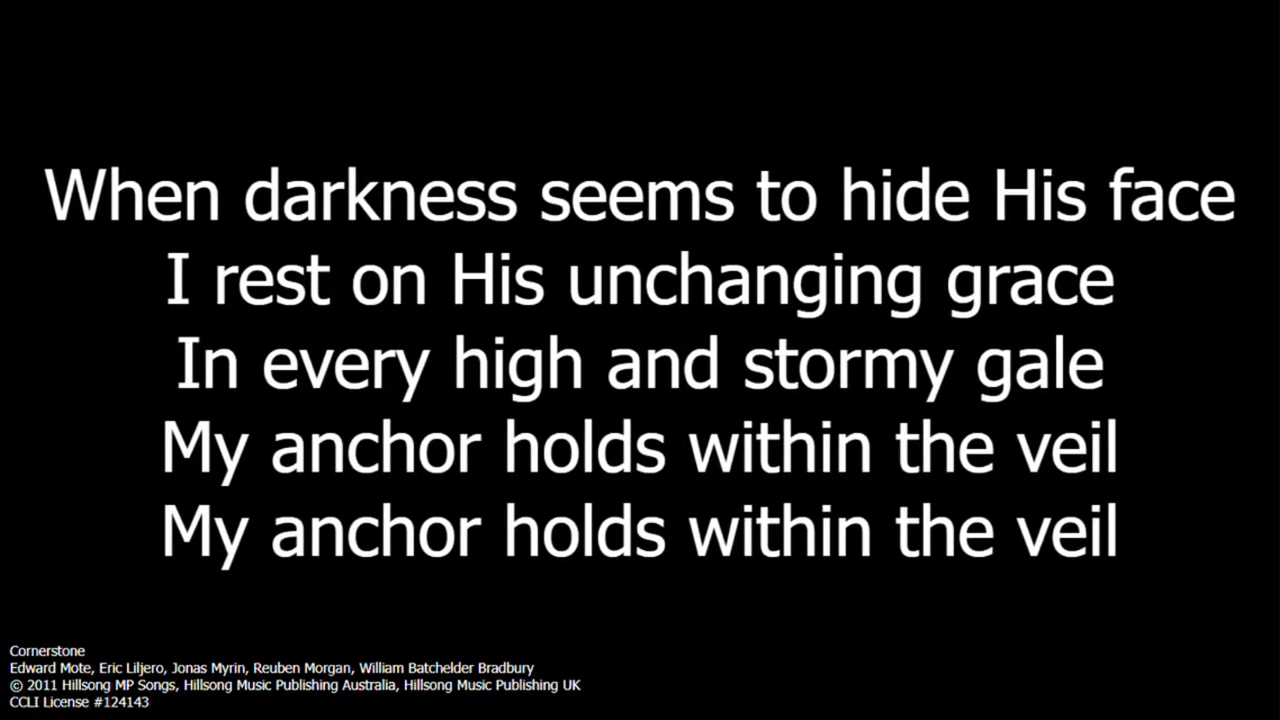 When darkness seems to hide His face
I rest on His unchanging grace
In every high and stormy gale
My anchor holds within the veil
My anchor holds within the veil
Cornerstone
Edward Mote, Eric Liljero, Jonas Myrin, Reuben Morgan, William Batchelder Bradbury
© 2011 Hillsong MP Songs, Hillsong Music Publishing Australia, Hillsong Music Publishing UK
CCLI License #124143